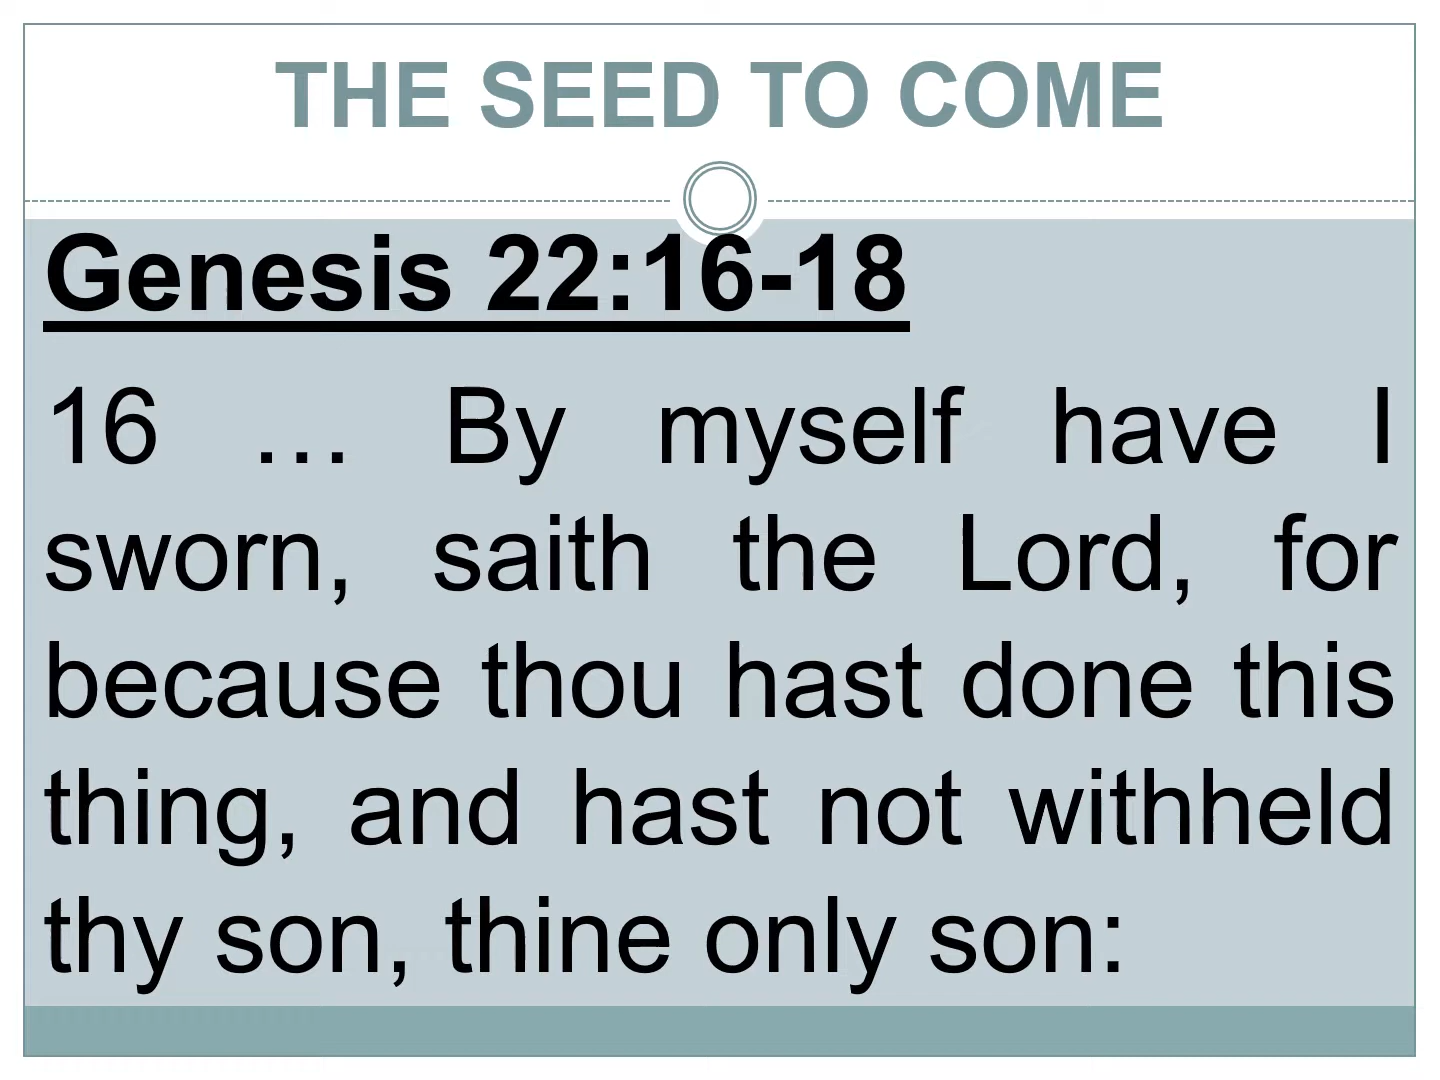 THE SEED TO COME
Genesis 22:16-18
16 … By myself have I
sworn, saith the Lord, for
because thou hast done this
thing, and hast not withheld
thy son, thine only son: